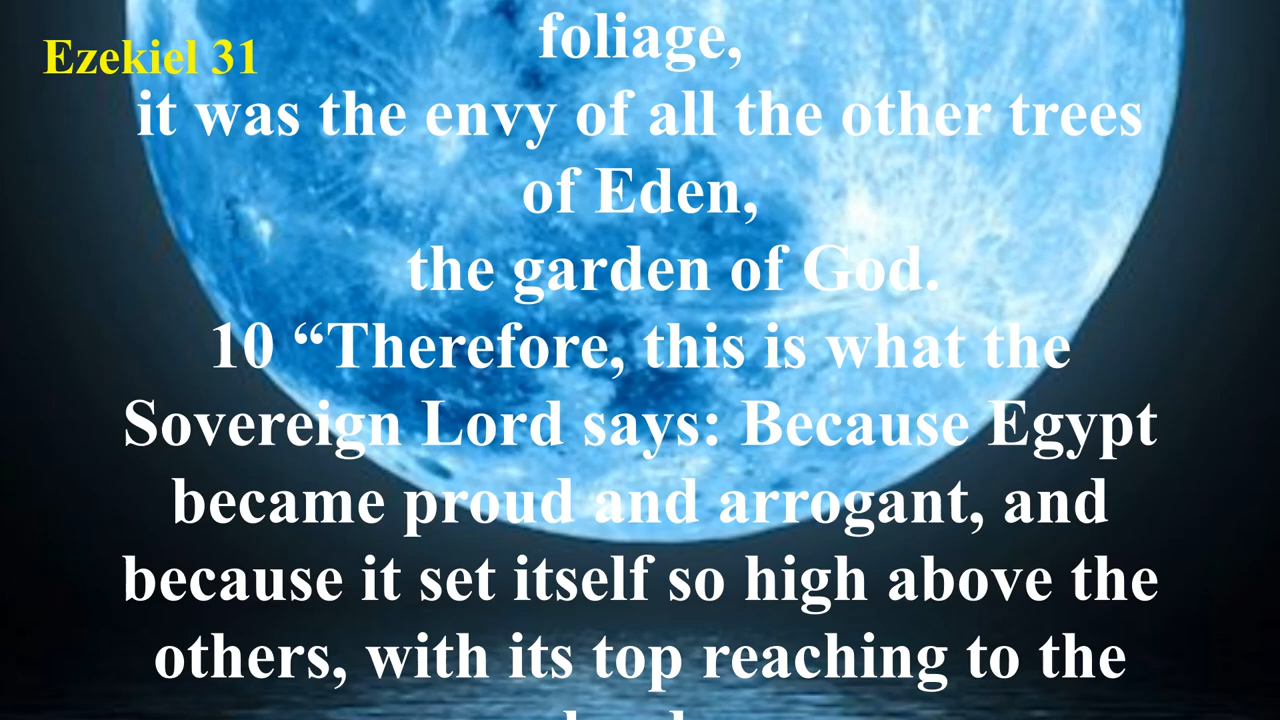 Ezekiel 31
foliage,
it was the envy of all the other trees
of Eden,
the garden of God.
10 “Therefore, this is what the
Sovereign Lord says: Because Egypt
became proud and arrogant, and
because it set itself so high above the
others, with its top reaching to the